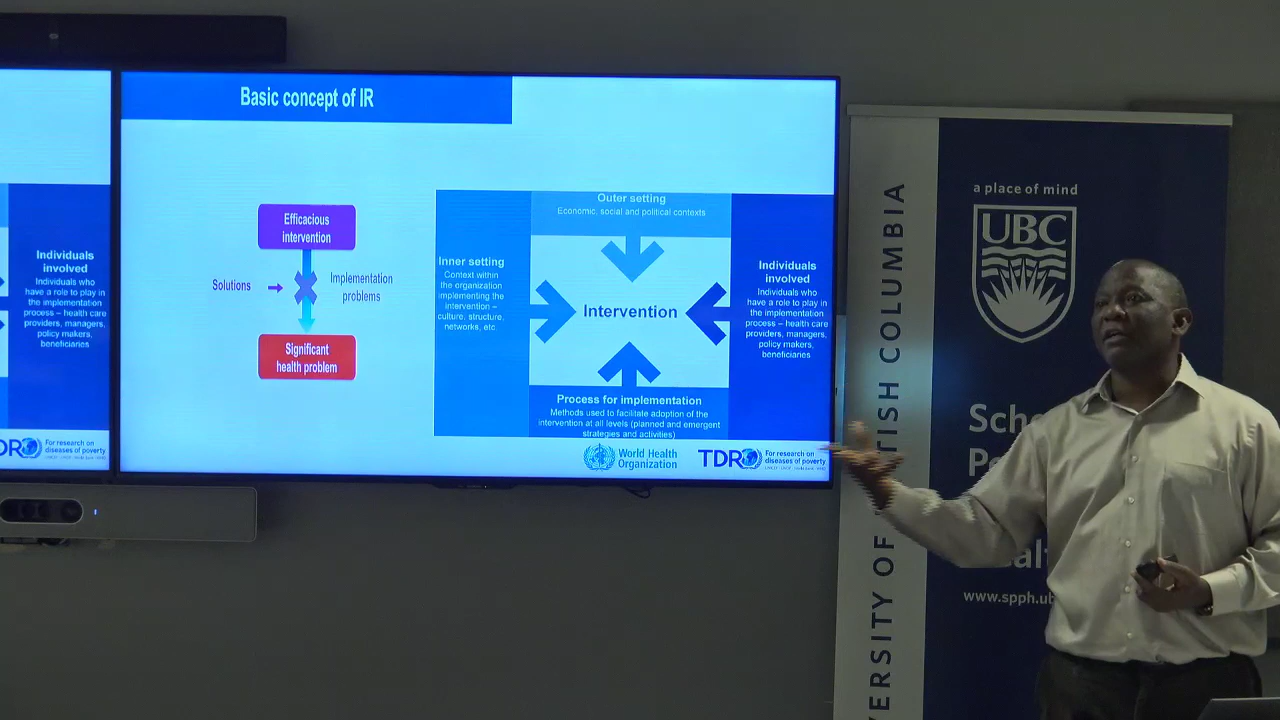 Individuals
involved
Individuals who
have a role to play in
the implementation
process – health care
providers, managers,
policy makers,
beneficiaries
For research on
diseases of poverty
Basic concept of IR
Efficacious
intervention
Solutions
Implementation
problems
Significant
health problem
Outer setting
Economic, social and political contexts
Inner setting
Context within
the organization
implementing the
intervention –
culture, structure,
networks, etc.
Intervention
Individuals
involved
Individuals who
have a role to play in
the implementation
process – health care
providers, managers,
policy makers,
beneficiaries
Process for implementation
Methods used to facilitate adoption of the
intervention at all levels (planned and emergent
strategies and activities)
World Health
Organization
TDR
For research on
diseases of poverty
UNICEF · UNDP · World Bank · WHO
a place of mind
UBC
www.spph.ub